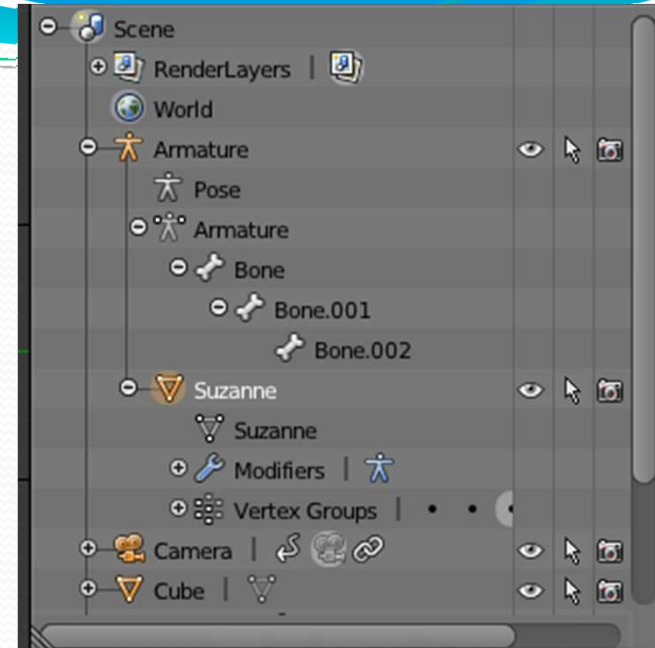 Scene
RenderLayers |
World
Armature
Pose
Armature
Bone
Bone.001
Bone.002
Suzanne
Suzanne
Modifiers |
Vertex Groups |
Camera |
Cube |